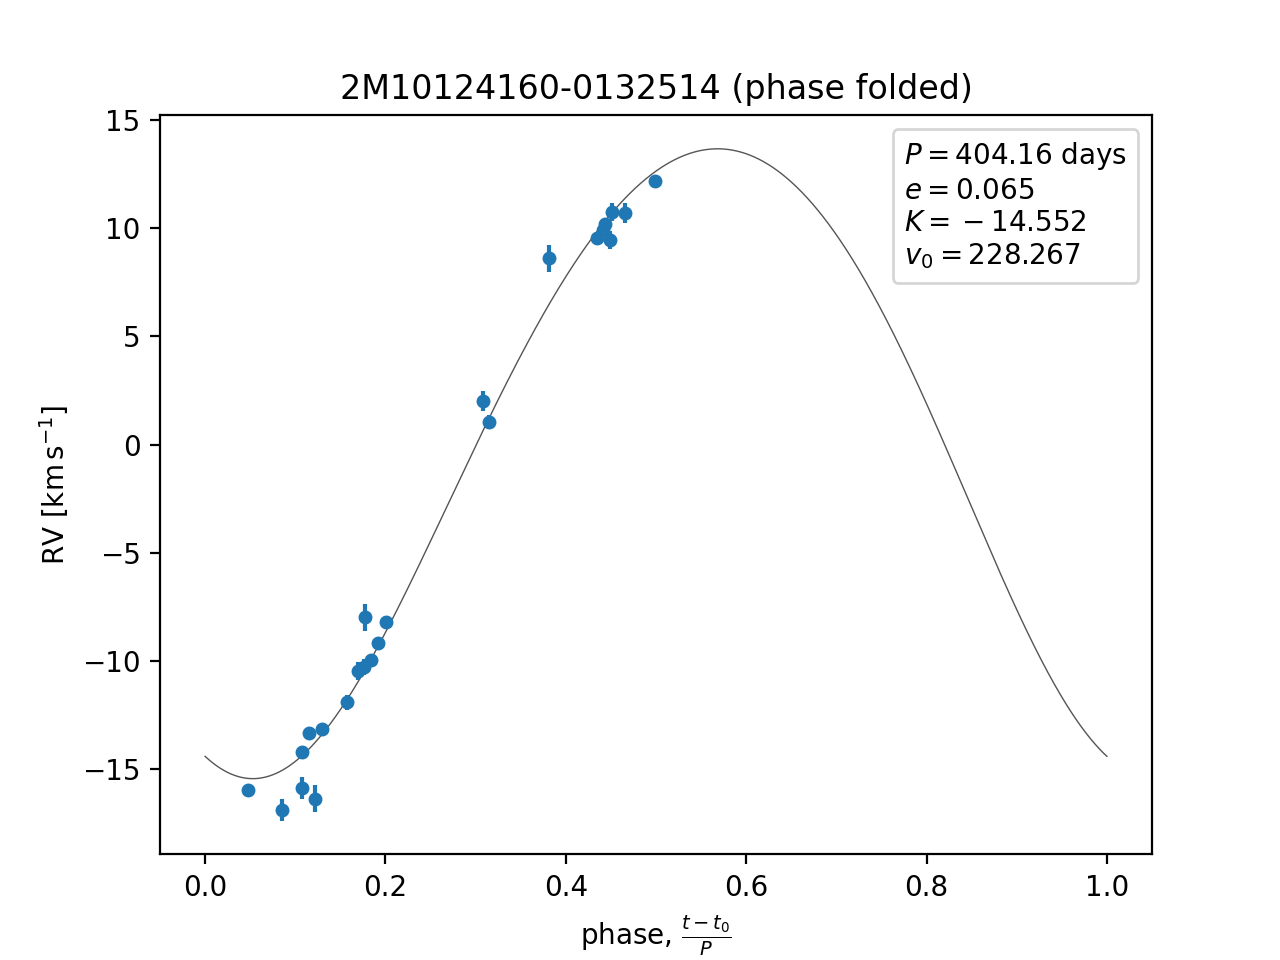 2M10124160-0132514 (phase folded)
P = 404.16 days
e = 0.065
K = −14.552
v₀ = 228.267
15
10
5
0
−5
−10
−15
RV [km s⁻¹]
0.0 0.2 0.4 0.6 0.8 1.0
phase, (t − t₀)/P